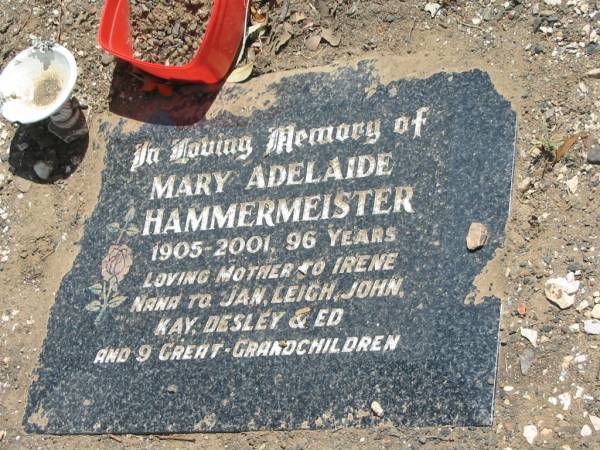 In Loving Memory of
MARY ADELAIDE
HAMMERMEISTER
1905-2001, 96 YEARS
LOVING MOTHER TO IRENE
NANA TO JAN, LEIGH, JOHN,
KAY, DESLEY & ED
AND 9 GREAT-GRANDCHILDREN